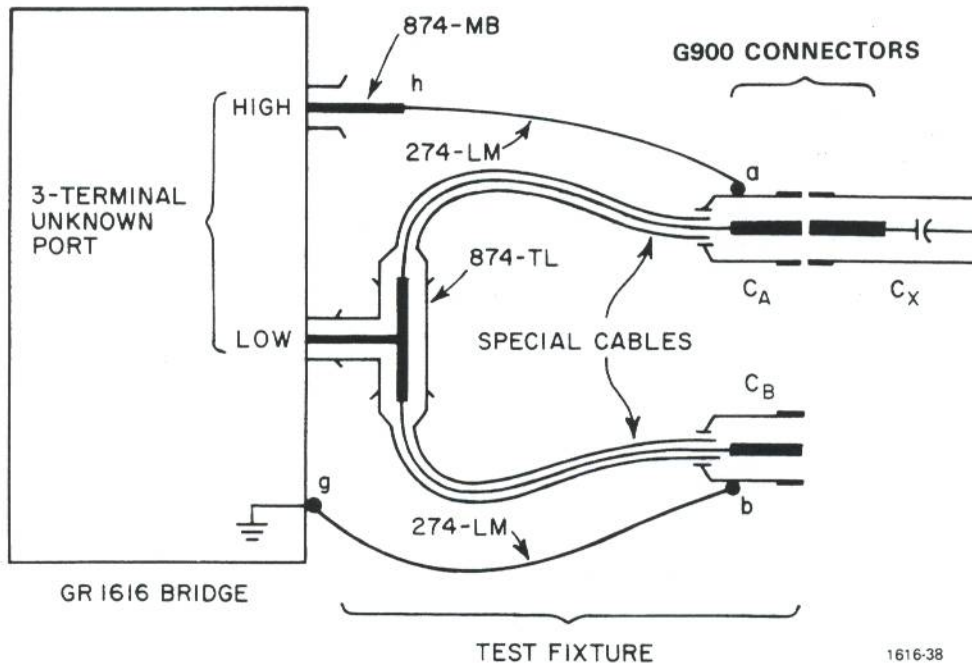 874-MB
G900 CONNECTORS
h
HIGH
274-LM
a
3-TERMINAL
UNKNOWN
PORT
874-TL
C_A
C_X
LOW
SPECIAL CABLES
C_B
g
b
274-LM
GR 1616 BRIDGE
TEST FIXTURE
1616-38